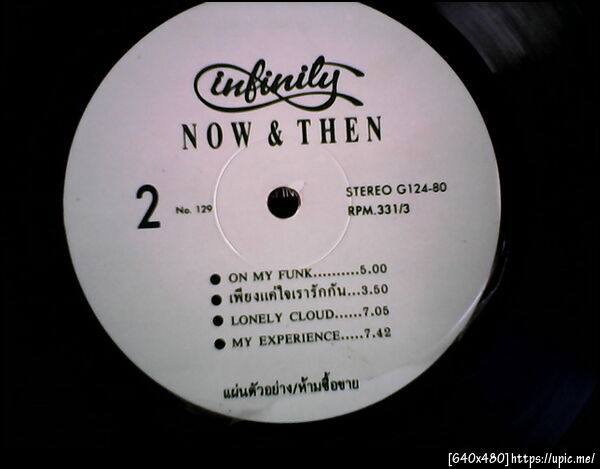 infinity
NOW & THEN
2 No. 129 STEREO G124-80
RPM.331/3
● ON MY FUNK..........5.00
● เพียงแค่ใจเรารักกัน...3.50
● LONELY CLOUD.....7.05
● MY EXPERIENCE.....7.42
แผ่นตัวอย่าง/ห้ามซื้อขาย
[640x480]https://upic.me/